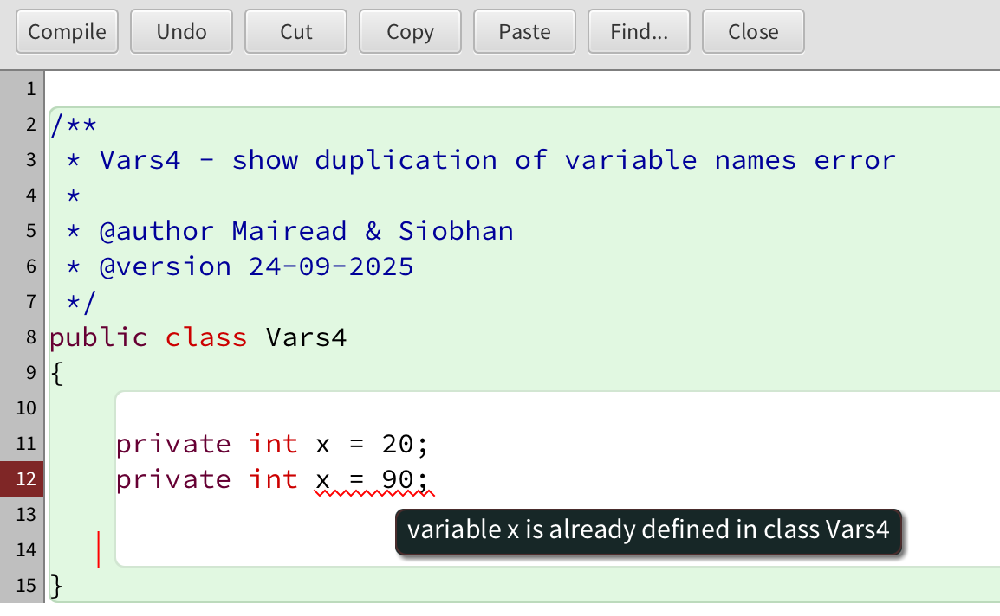 Compile Undo Cut Copy Paste Find... Close
1
2 /**
3 * Vars4 - show duplication of variable names error
4 *
5 * @author Mairead & Siobhan
6 * @version 24-09-2025
7 */
8 public class Vars4
9 {
10
11 private int x = 20;
12 private int x = 90;
13
variable x is already defined in class Vars4
14
15 }